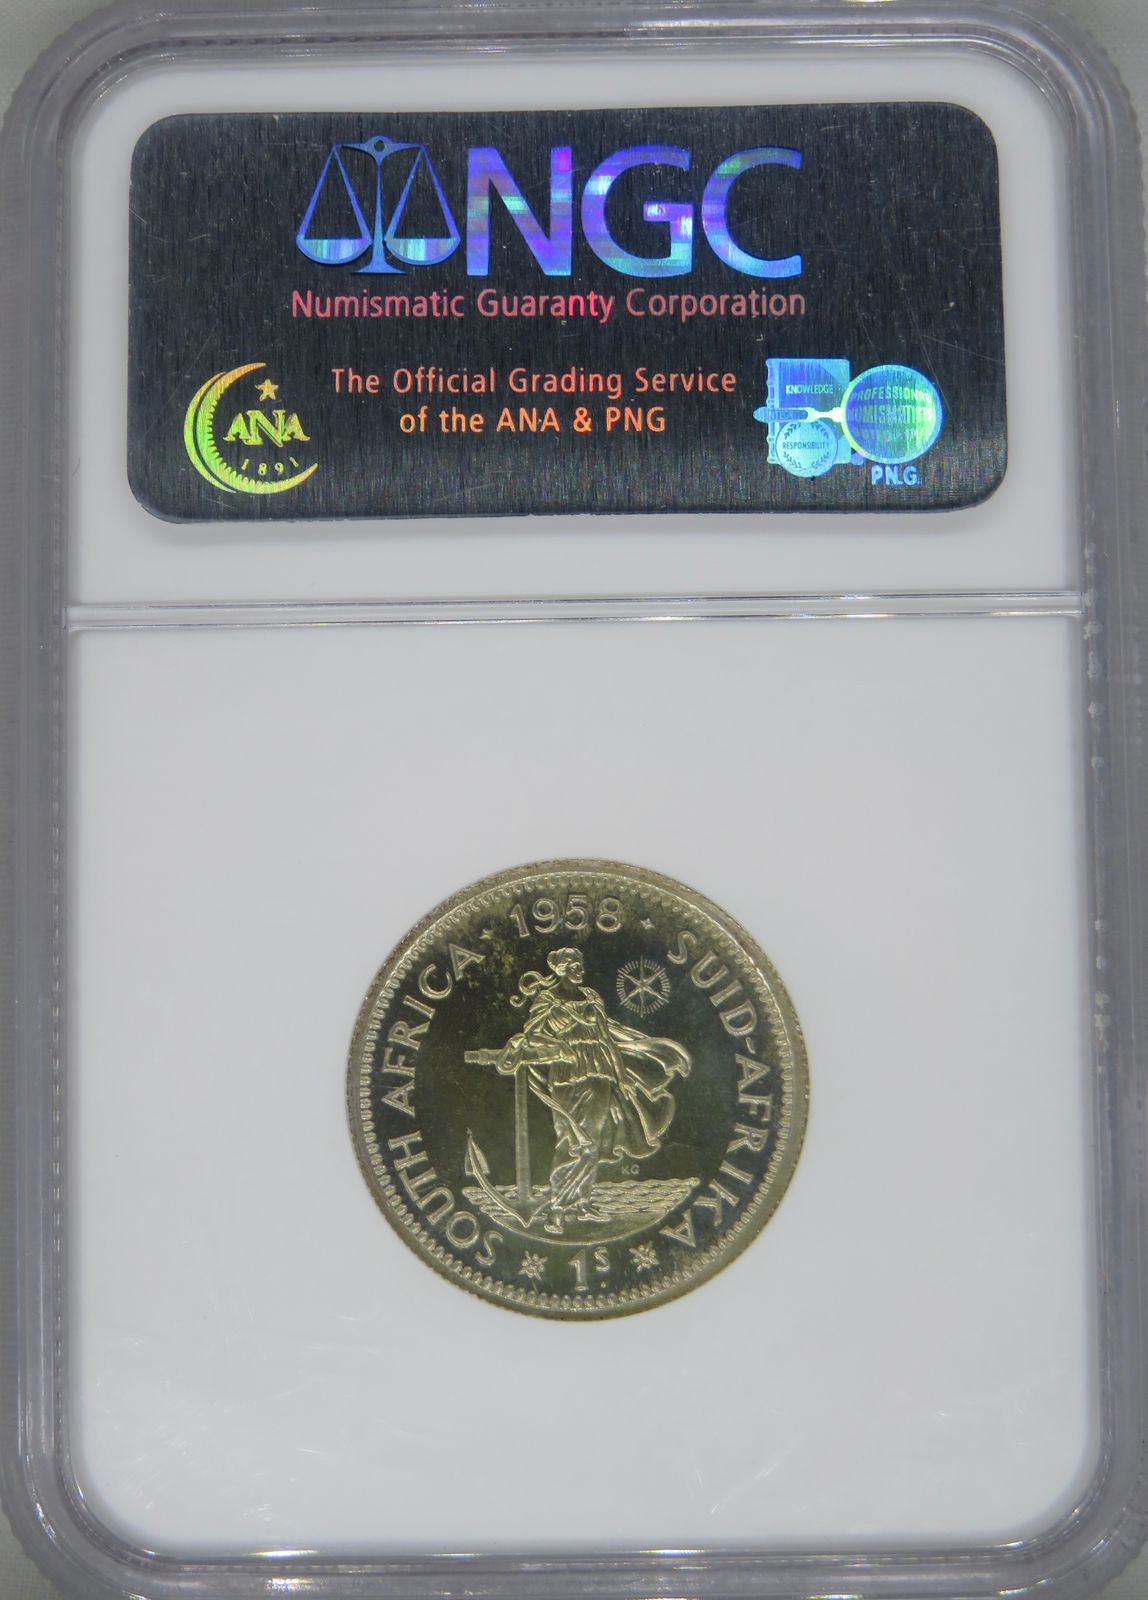 NGC
Numismatic Guaranty Corporation
The Official Grading Service
of the ANA & PNG
ANA
1891
KNOWLEDGE
RESPONSIBILITY
PNG
SOUTH AFRICA · 1958 · SUID-AFRIKA
KG
1S